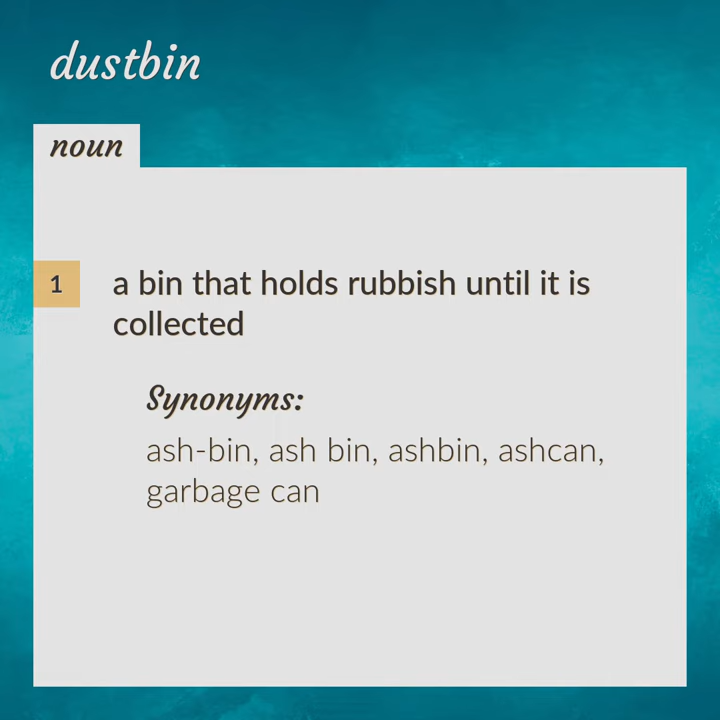 dustbin
noun
1
a bin that holds rubbish until it is
collected
Synonyms:
ash-bin, ash bin, ashbin, ashcan,
garbage can